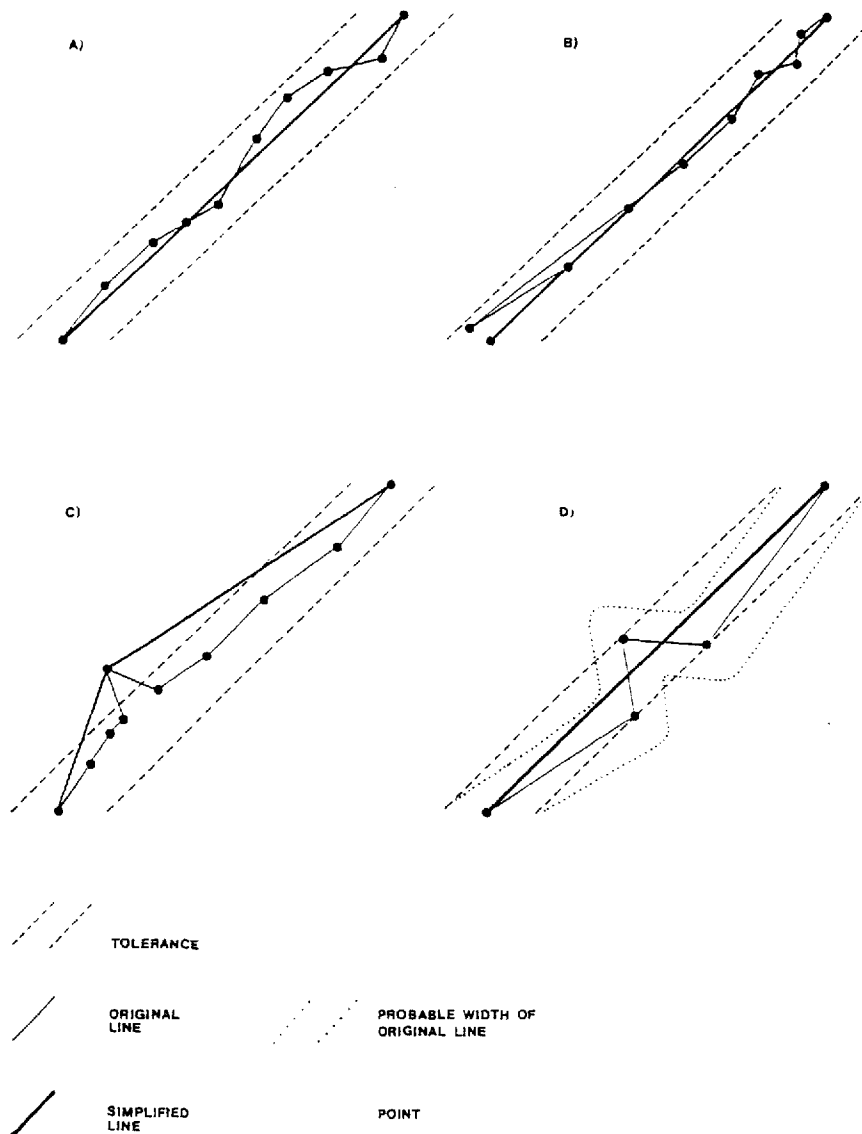 A)
B)
C)
D)
TOLERANCE
ORIGINAL
LINE
PROBABLE WIDTH OF
ORIGINAL LINE
SIMPLIFIED
LINE
POINT